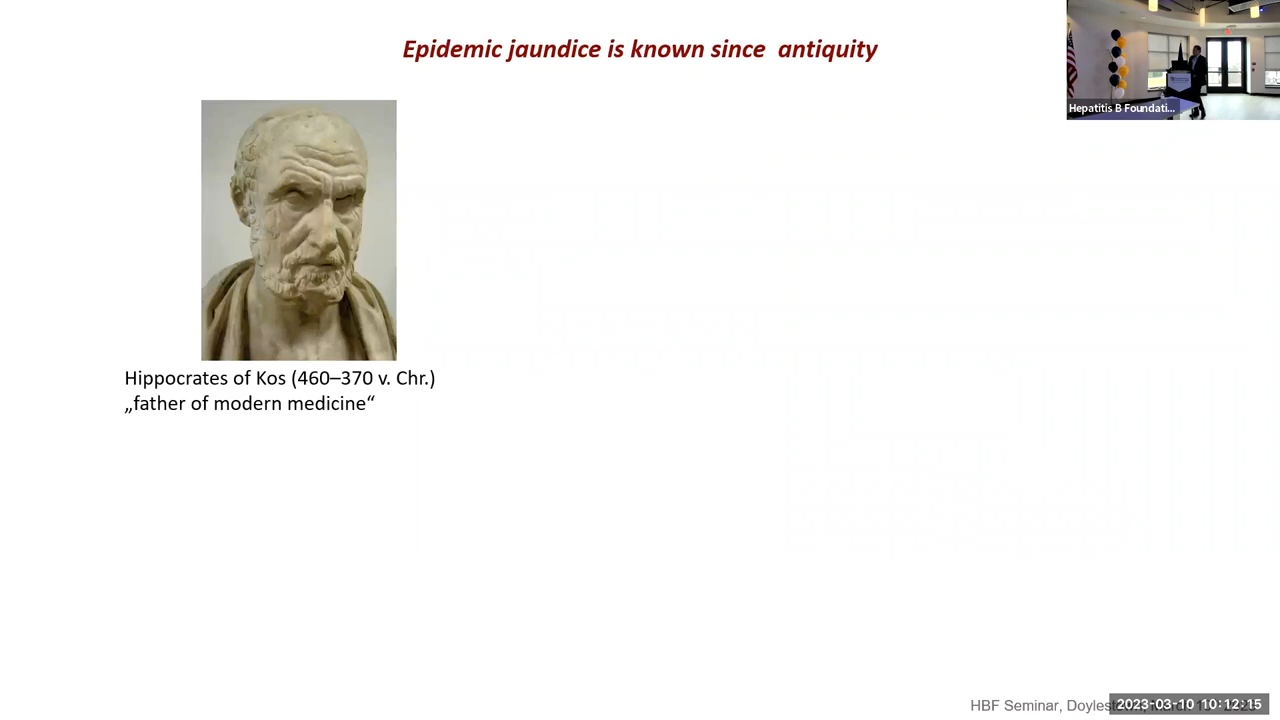 Epidemic jaundice is known since  antiquity
Hepatitis B Foundati...
Hippocrates of Kos (460–370 v. Chr.)
„father of modern medicine“
HBF Seminar,
2023-03-10 10:12:15